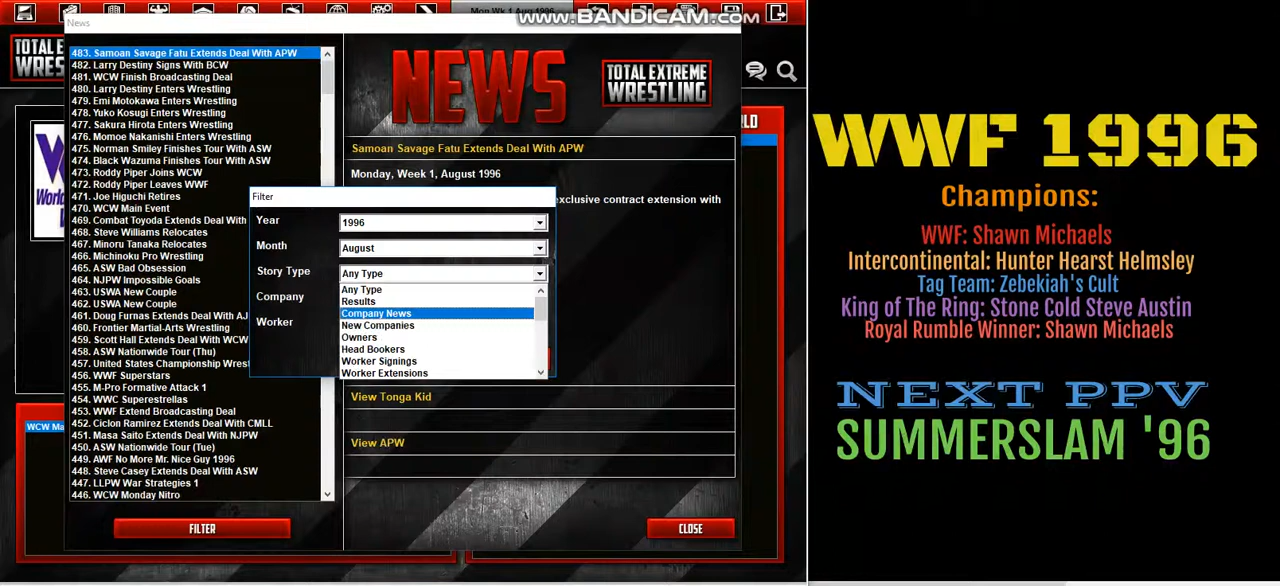 Mon Wk 1 Aug 1996
WWW.BANDICAM.COM
News
TOTAL EXTREME
WRESTLING
483. Samoan Savage Fatu Extends Deal With APW
482. Larry Destiny Signs With BCW
481. WCW Finish Broadcasting Deal
480. Larry Destiny Enters Wrestling
479. Emi Motokawa Enters Wrestling
478. Yuko Kosugi Enters Wrestling
477. Sakura Hirota Enters Wrestling
476. Momoe Nakanishi Enters Wrestling
475. Norman Smiley Finishes Tour With ASW
474. Black Wazuma Finishes Tour With ASW
473. Roddy Piper Joins WCW
472. Roddy Piper Leaves WWF
471. Joe Higuchi Retires
470. WCW Main Event
469. Combat Toyoda Extends Deal With
468. Steve Williams Relocates
467. Minoru Tanaka Relocates
466. Michinoku Pro Wrestling
465. ASW Bad Obsession
464. NJPW Impossible Goals
463. USWA New Couple
462. USWA New Couple
461. Doug Furnas Extends Deal With AJ
460. Frontier Martial-Arts Wrestling
459. Scott Hall Extends Deal With WCW
458. ASW Nationwide Tour (Thu)
457. United States Championship Wrest
456. WWF Superstars
455. M-Pro Formative Attack 1
454. WWC Superestrellas
453. WWF Extend Broadcasting Deal
452. Ciclon Ramirez Extends Deal With CMLL
451. Masa Saito Extends Deal With NJPW
450. ASW Nationwide Tour (Tue)
449. AWF No More Mr. Nice Guy 1996
448. Steve Casey Extends Deal With ASW
447. LLPW War Strategies 1
446. WCW Monday Nitro
FILTER
NEWS
TOTAL EXTREME
WRESTLING
Samoan Savage Fatu Extends Deal With APW
Monday, Week 1, August 1996
exclusive contract extension with
Filter
Year
1996
Month
August
Story Type
Any Type
Company
Worker
Any Type
Results
Company News
New Companies
Owners
Head Bookers
Worker Signings
Worker Extensions
View Tonga Kid
View APW
CLOSE
WWF 1996
Champions:
WWF: Shawn Michaels
Intercontinental: Hunter Hearst Helmsley
Tag Team: Zebekiah's Cult
King of The Ring: Stone Cold Steve Austin
Royal Rumble Winner: Shawn Michaels
NEXT PPV
SUMMERSLAM '96